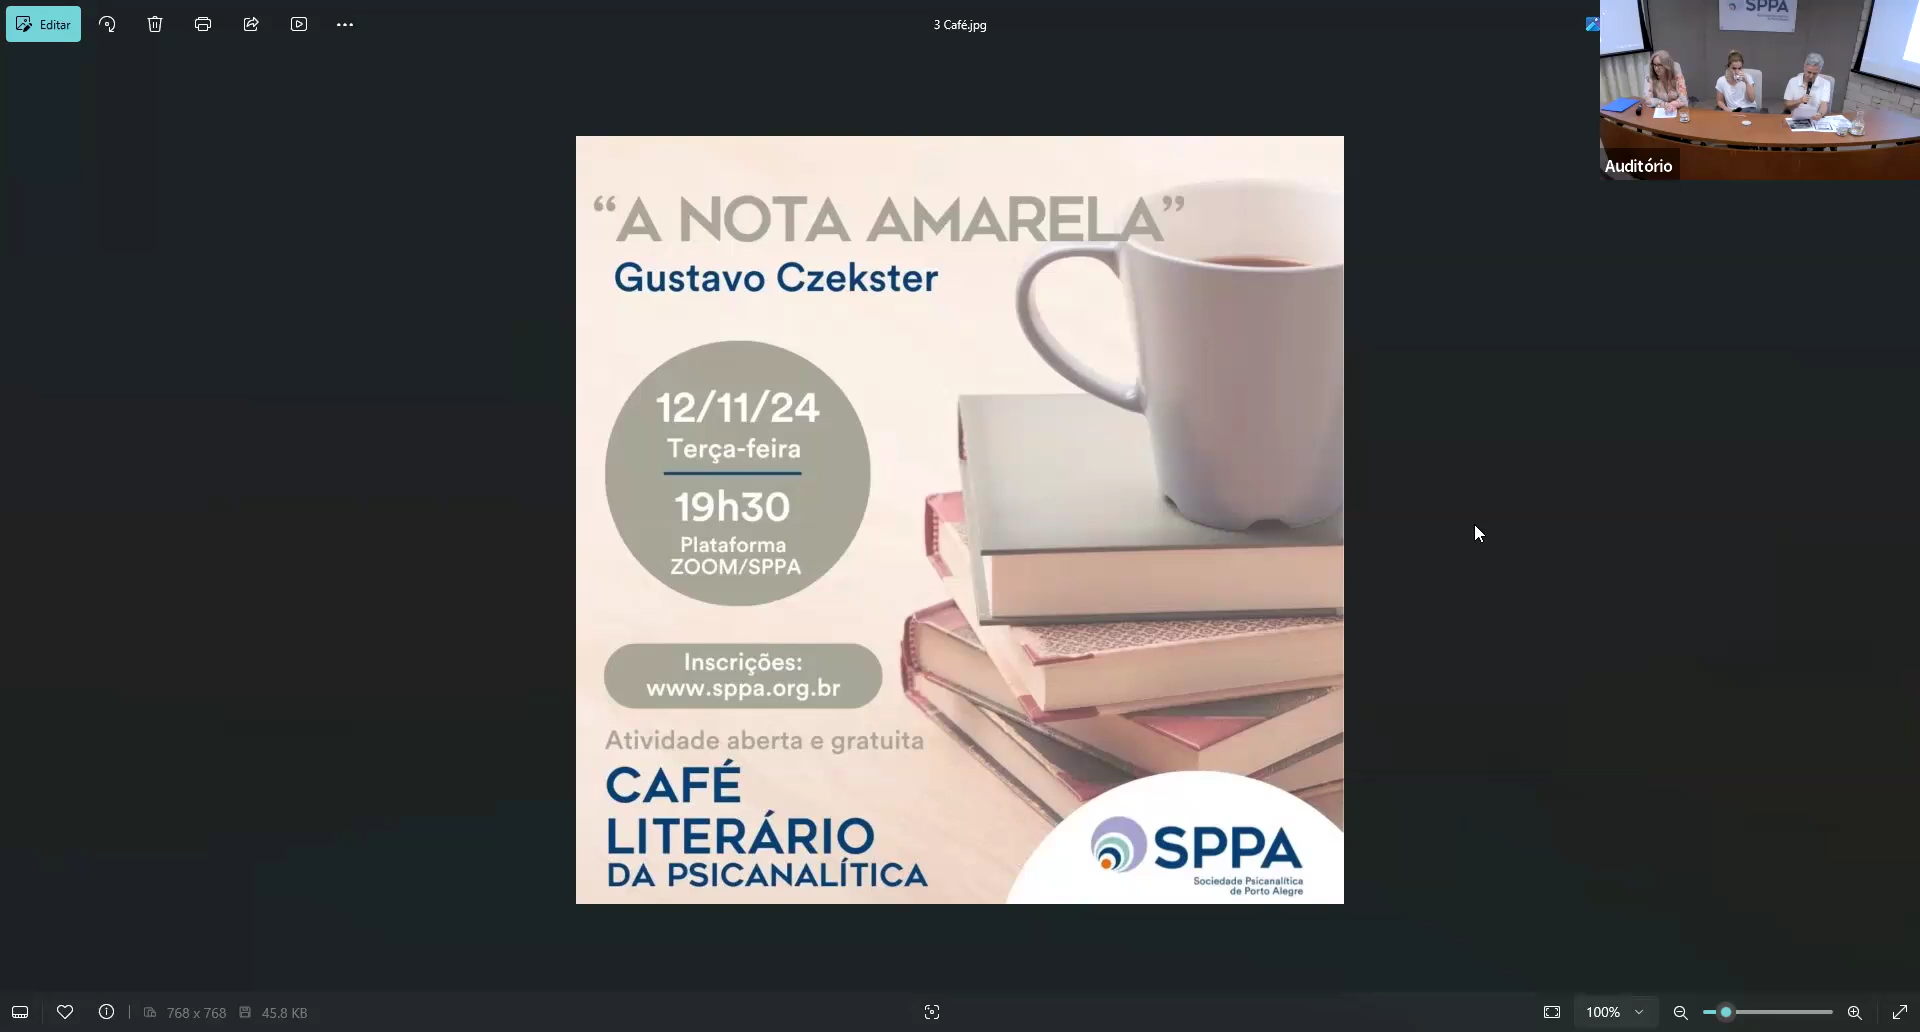 Editar
3 Café.jpg
SPPA
Auditório
“A NOTA AMARELA”
Gustavo Czekster
12/11/24
Terça-feira
19h30
Plataforma
ZOOM/SPPA
Inscrições:
www.sppa.org.br
Atividade aberta e gratuita
CAFÉ
LITERÁRIO
DA PSICANALÍTICA
SPPA
Sociedade Psicanalítica
de Porto Alegre
768 x 768
45.8 KB
100%